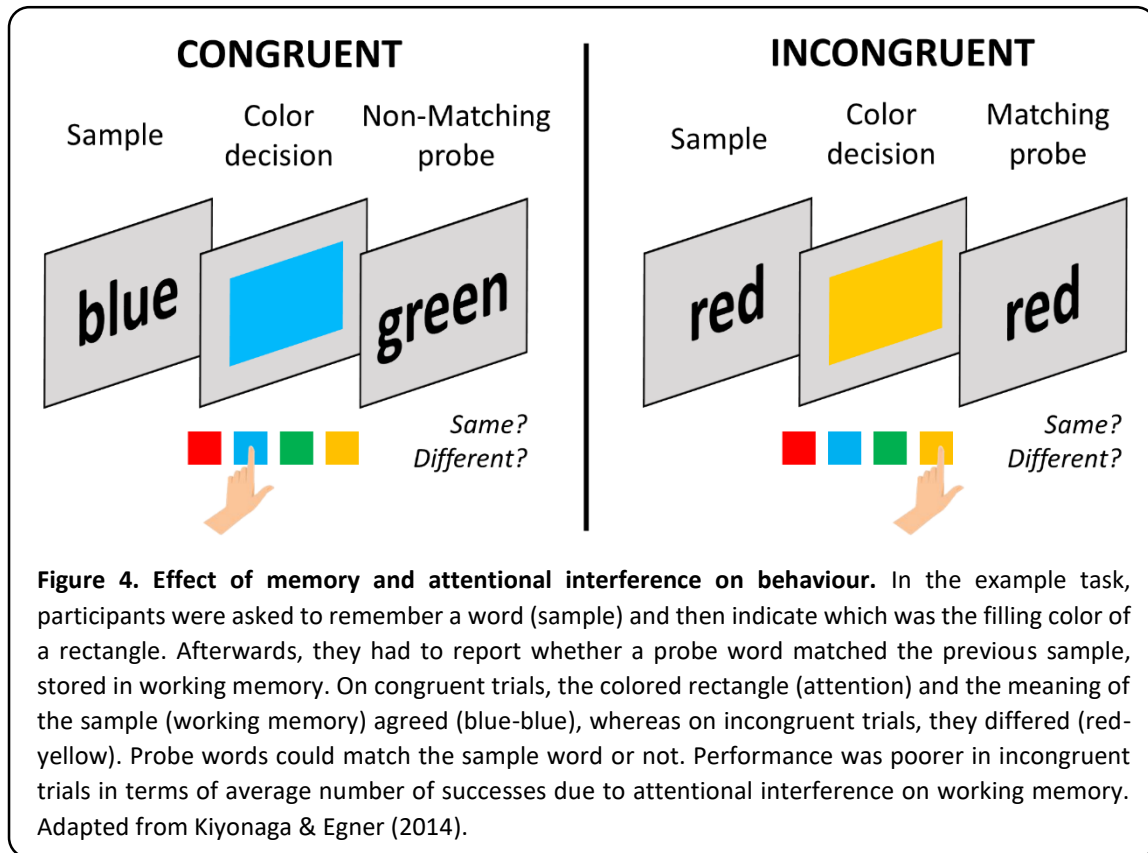 CONGRUENT
Sample
Color
decision
Non-Matching
probe
blue
green
Same?
Different?
INCONGRUENT
Sample
Color
decision
Matching
probe
red
red
Same?
Different?
Figure 4. Effect of memory and attentional interference on behaviour. In the example task,
participants were asked to remember a word (sample) and then indicate which was the filling color of
a rectangle. Afterwards, they had to report whether a probe word matched the previous sample,
stored in working memory. On congruent trials, the colored rectangle (attention) and the meaning of
the sample (working memory) agreed (blue-blue), whereas on incongruent trials, they differed (red-
yellow). Probe words could match the sample word or not. Performance was poorer in incongruent
trials in terms of average number of successes due to attentional interference on working memory.
Adapted from Kiyonaga & Egner (2014).